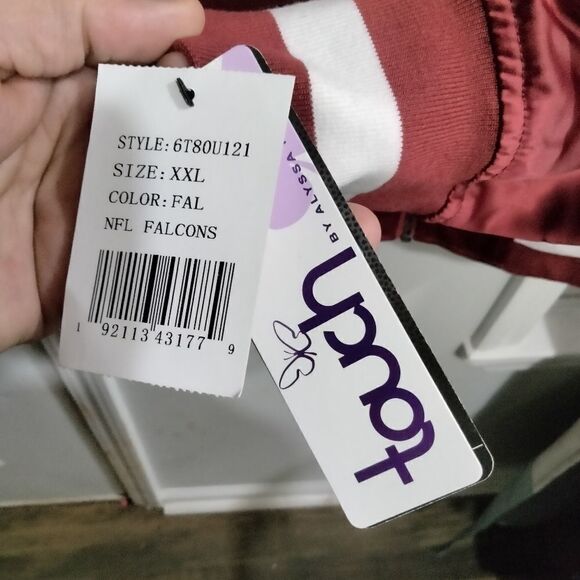 STYLE: 6T80U121
SIZE: XXL
COLOR: FAL
NFL FALCONS
1 92113 43177 9
touch
BY ALYSSA